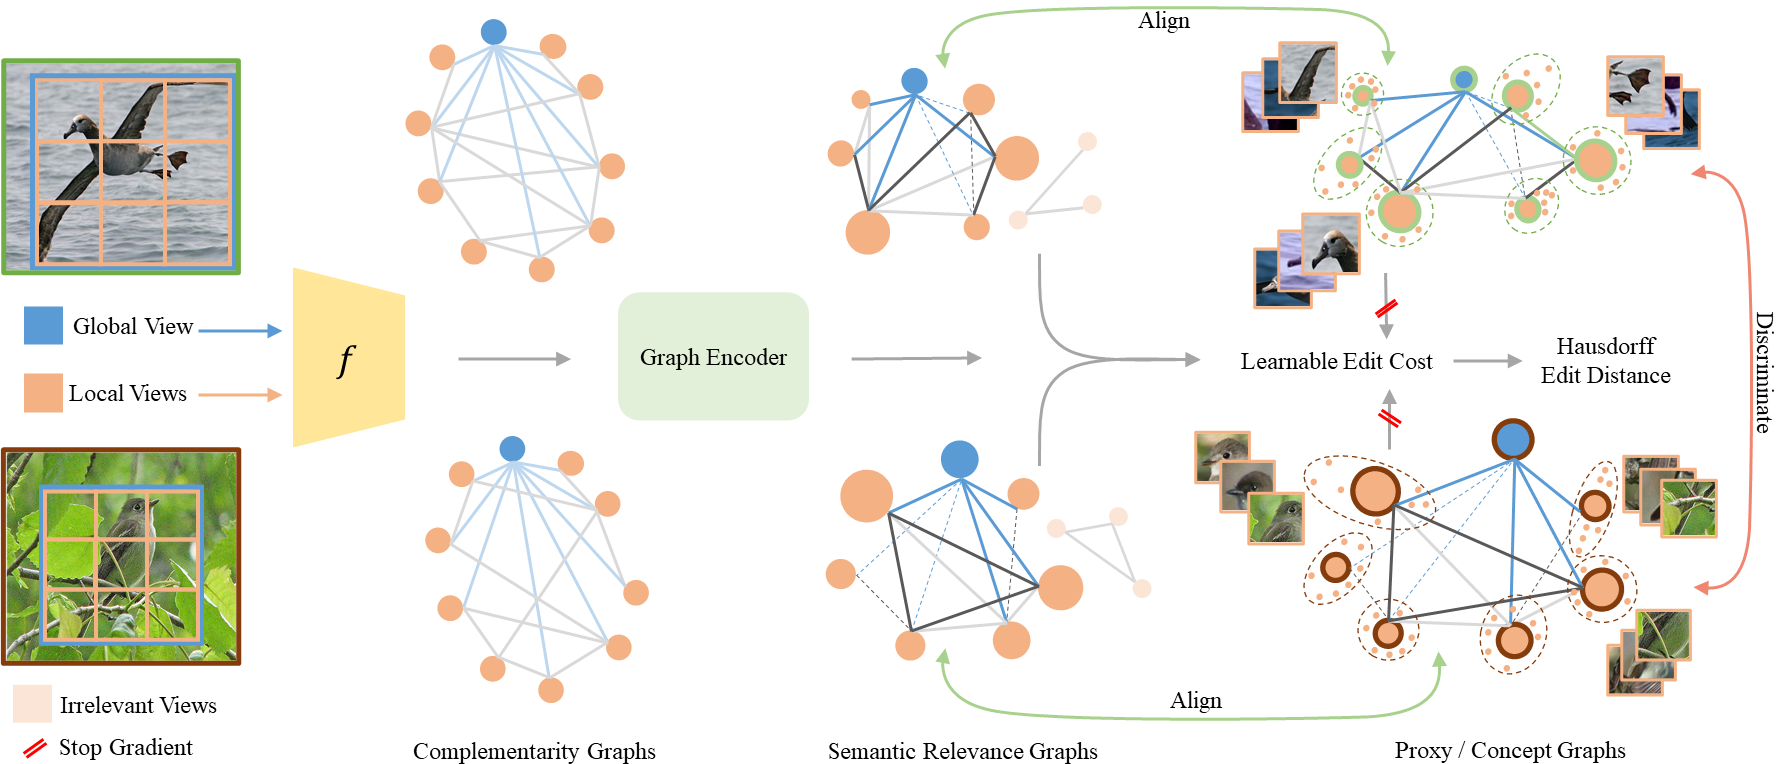 Align
Global View
Local Views
f
Graph Encoder
Learnable Edit Cost
Hausdorff
Edit Distance
Discriminate
Align
Irrelevant Views
Stop Gradient
Complementarity Graphs
Semantic Relevance Graphs
Proxy / Concept Graphs